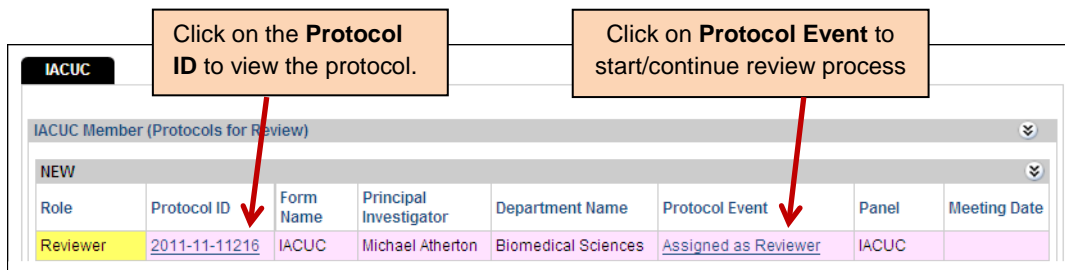 Click on the Protocol
ID to view the protocol.
Click on Protocol Event to
start/continue review process
IACUC
IACUC Member (Protocols for Review)
NEW
Role Protocol ID Form Name Principal Investigator Department Name Protocol Event Panel Meeting Date
Reviewer 2011-11-11216 IACUC Michael Atherton Biomedical Sciences Assigned as Reviewer IACUC